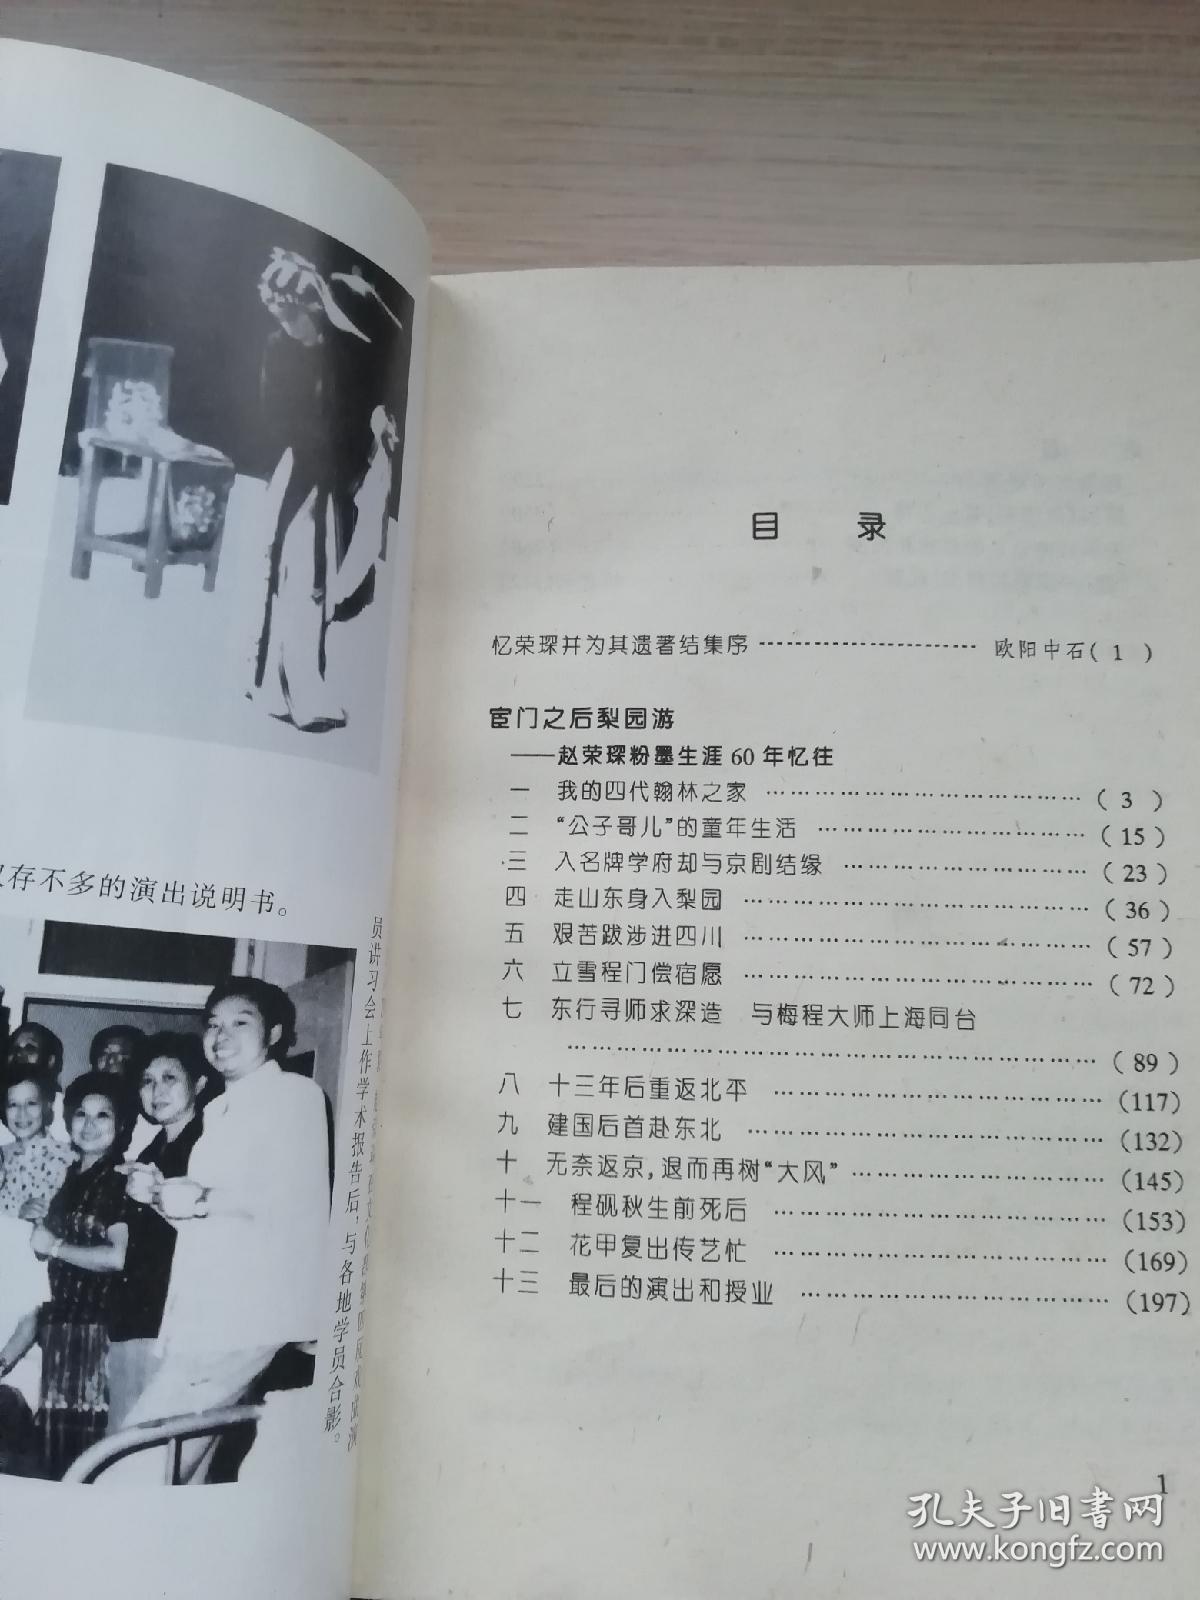 仅存不多的演出说明书。
员讲习会上作学术报告后，与各地学员合影。
目 录
忆荣琛并为其遗著结集序 …………………… 欧阳中石(1)
宦门之后梨园游
——赵荣琛粉墨生涯60年忆往
一 我的四代翰林之家 ………………………………(3)
二 “公子哥儿”的童年生活 …………………………(15)
三 入名牌学府却与京剧结缘 ………………………(23)
四 走山东身入梨园 …………………………………(36)
五 艰苦跋涉进四川 …………………………………(57)
六 立雪程门偿宿愿 …………………………………(72)
七 东行寻师求深造 与梅程大师上海同台
……………………………………………………(89)
八 十三年后重返北平 ………………………………(117)
九 建国后首赴东北 …………………………………(132)
十 无奈返京，退而再树“大风” ………………………(145)
十一 程砚秋生前死后 ………………………………(153)
十二 花甲复出传艺忙 ………………………………(169)
十三 最后的演出和授业 ……………………………(197)
1
孔夫子旧书网
www.kongfz.com